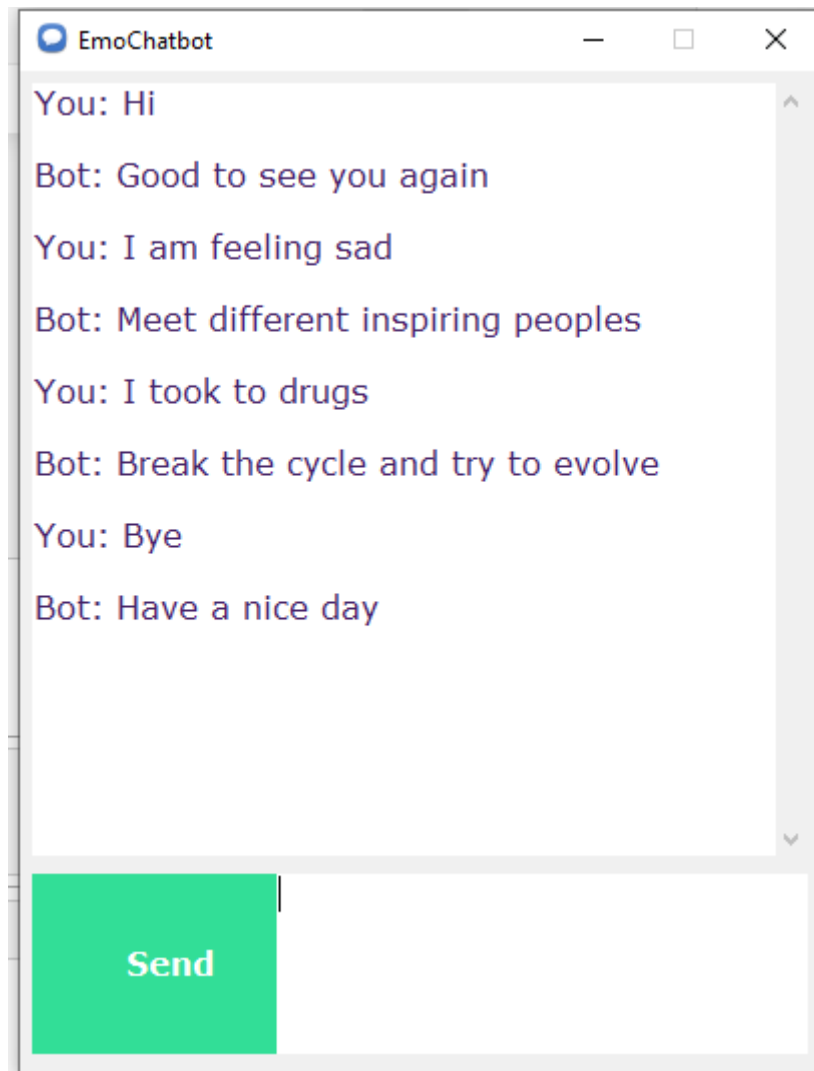 EmoChatbot
You: Hi
Bot: Good to see you again
You: I am feeling sad
Bot: Meet different inspiring peoples
You: I took to drugs
Bot: Break the cycle and try to evolve
You: Bye
Bot: Have a nice day
Send